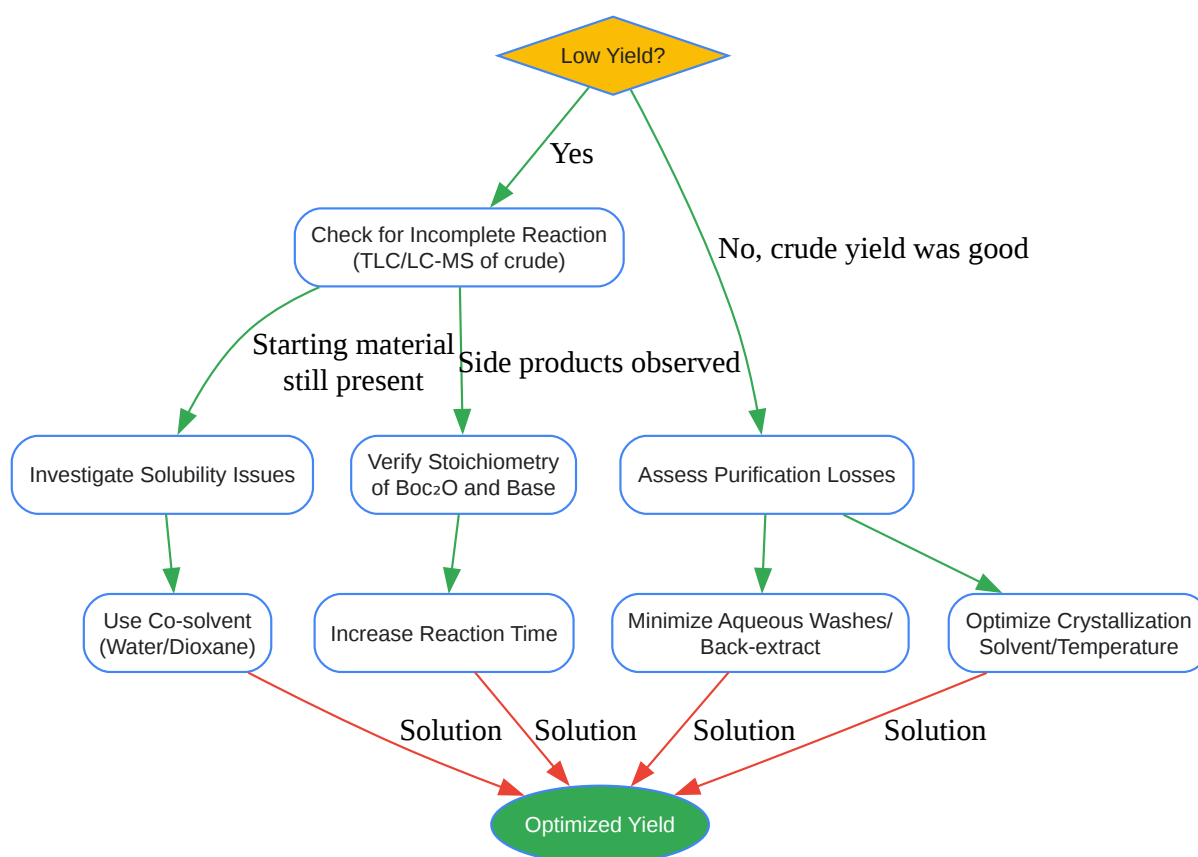 Low Yield?
Yes
No, crude yield was good
Check for Incomplete Reaction
(TLC/LC-MS of crude)
Starting material
still present
Side products observed
Investigate Solubility Issues
Verify Stoichiometry
of Boc₂O and Base
Assess Purification Losses
Use Co-solvent
(Water/Dioxane)
Increase Reaction Time
Minimize Aqueous Washes/
Back-extract
Optimize Crystallization
Solvent/Temperature
Solution
Solution
Solution
Solution
Optimized Yield